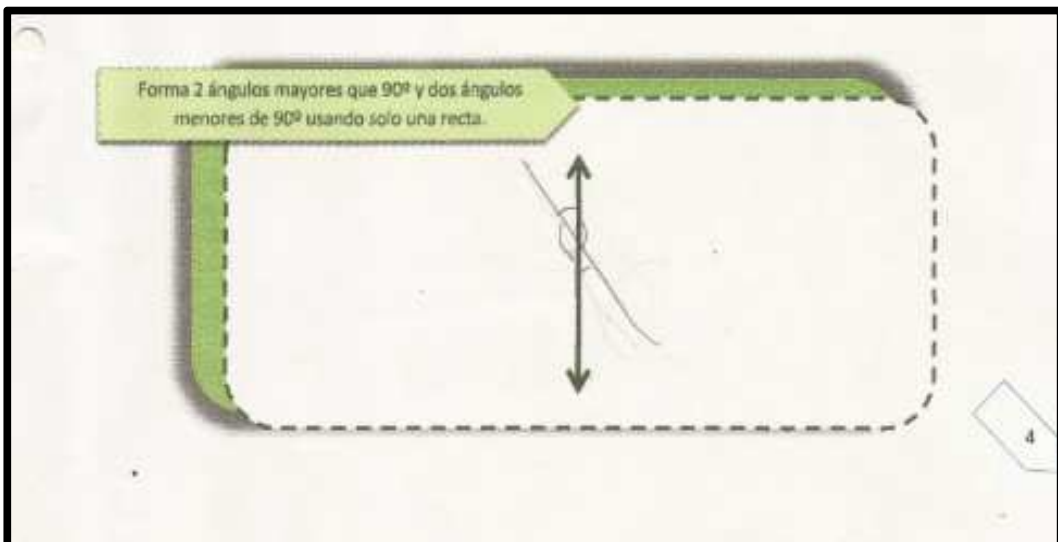 Forma 2 ángulos mayores que 90º y dos ángulos
menores de 90º usando solo una recta.
4